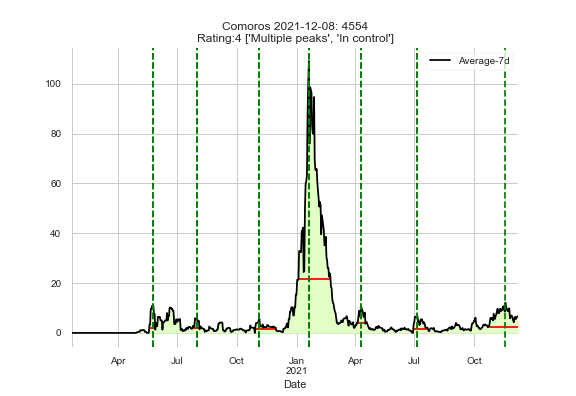 Comoros 2021-12-08: 4554
Rating:4 ['Multiple peaks', 'In control']
Average-7d
100
80
60
40
20
0
Apr Jul Oct Jan Apr Jul Oct
2021
Date